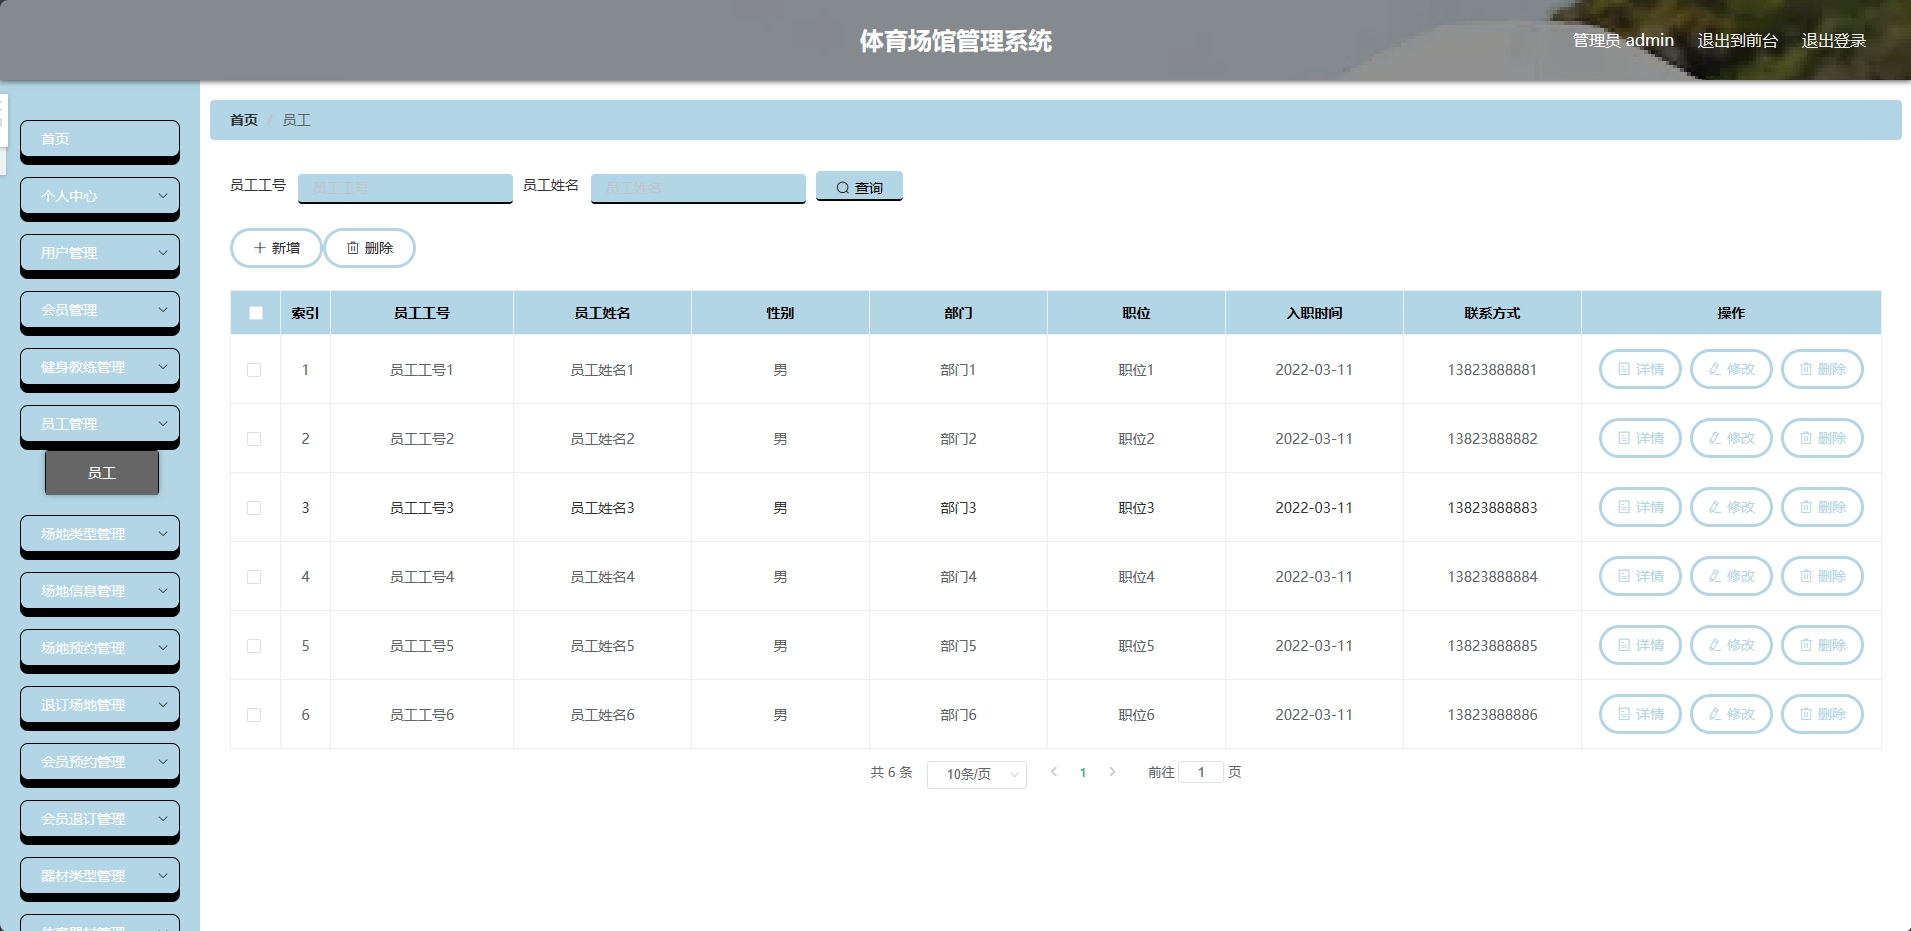 体育场馆管理系统
管理员 admin 退出到前台 退出登录
首页
个人中心
用户管理
会员管理
健身教练管理
员工管理
员工
场地类型管理
场地信息管理
场地预约管理
退订场地管理
会员预约管理
会员退订管理
器材类型管理
体育器材管理
首页 / 员工
员工工号 员工工号 员工姓名 员工姓名 查询
新增 删除
索引 员工工号 员工姓名 性别 部门 职位 入职时间 联系方式 操作
1 员工工号1 员工姓名1 男 部门1 职位1 2022-03-11 13823888881 详情 修改 删除
2 员工工号2 员工姓名2 男 部门2 职位2 2022-03-11 13823888882 详情 修改 删除
3 员工工号3 员工姓名3 男 部门3 职位3 2022-03-11 13823888883 详情 修改 删除
4 员工工号4 员工姓名4 男 部门4 职位4 2022-03-11 13823888884 详情 修改 删除
5 员工工号5 员工姓名5 男 部门5 职位5 2022-03-11 13823888885 详情 修改 删除
6 员工工号6 员工姓名6 男 部门6 职位6 2022-03-11 13823888886 详情 修改 删除
共 6 条 10条/页 1 前往 1 页